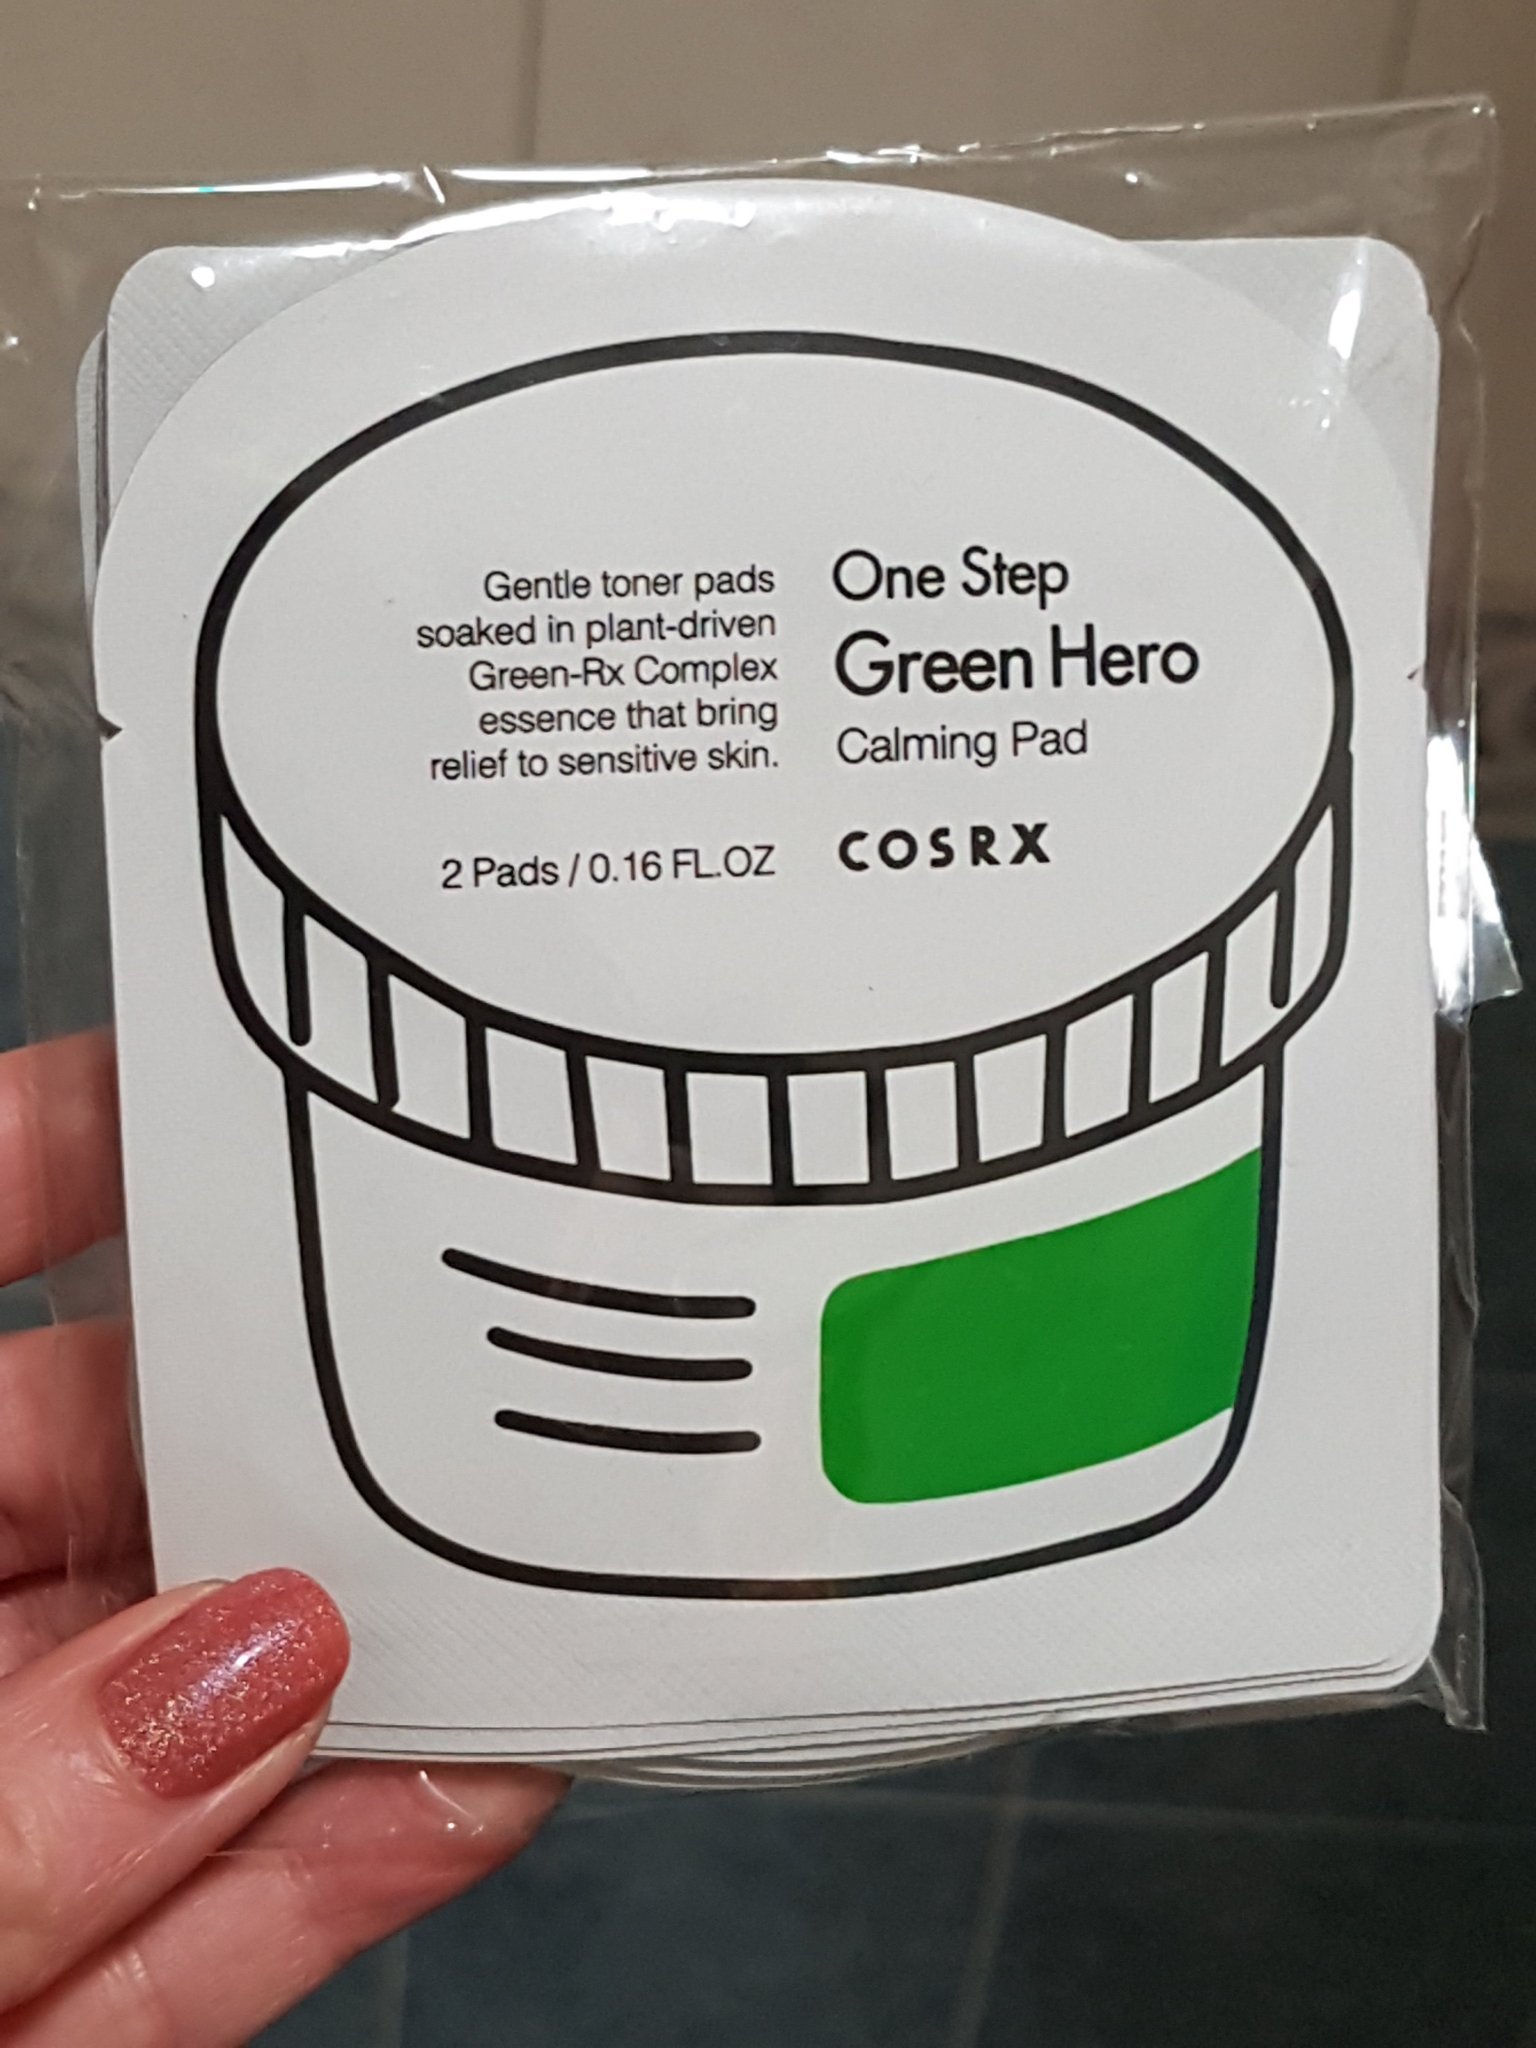 Gentle toner pads
soaked in plant-driven
Green-Rx Complex
essence that bring
relief to sensitive skin.
2 Pads / 0.16 FL.OZ
One Step
Green Hero
Calming Pad
COSRX